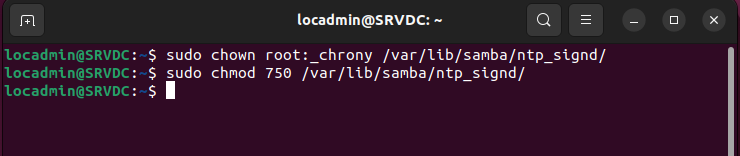 locadmin@SRVDC: ~
locadmin@SRVDC:~$ sudo chown root:_chrony /var/lib/samba/ntp_signd/
locadmin@SRVDC:~$ sudo chmod 750 /var/lib/samba/ntp_signd/
locadmin@SRVDC:~$